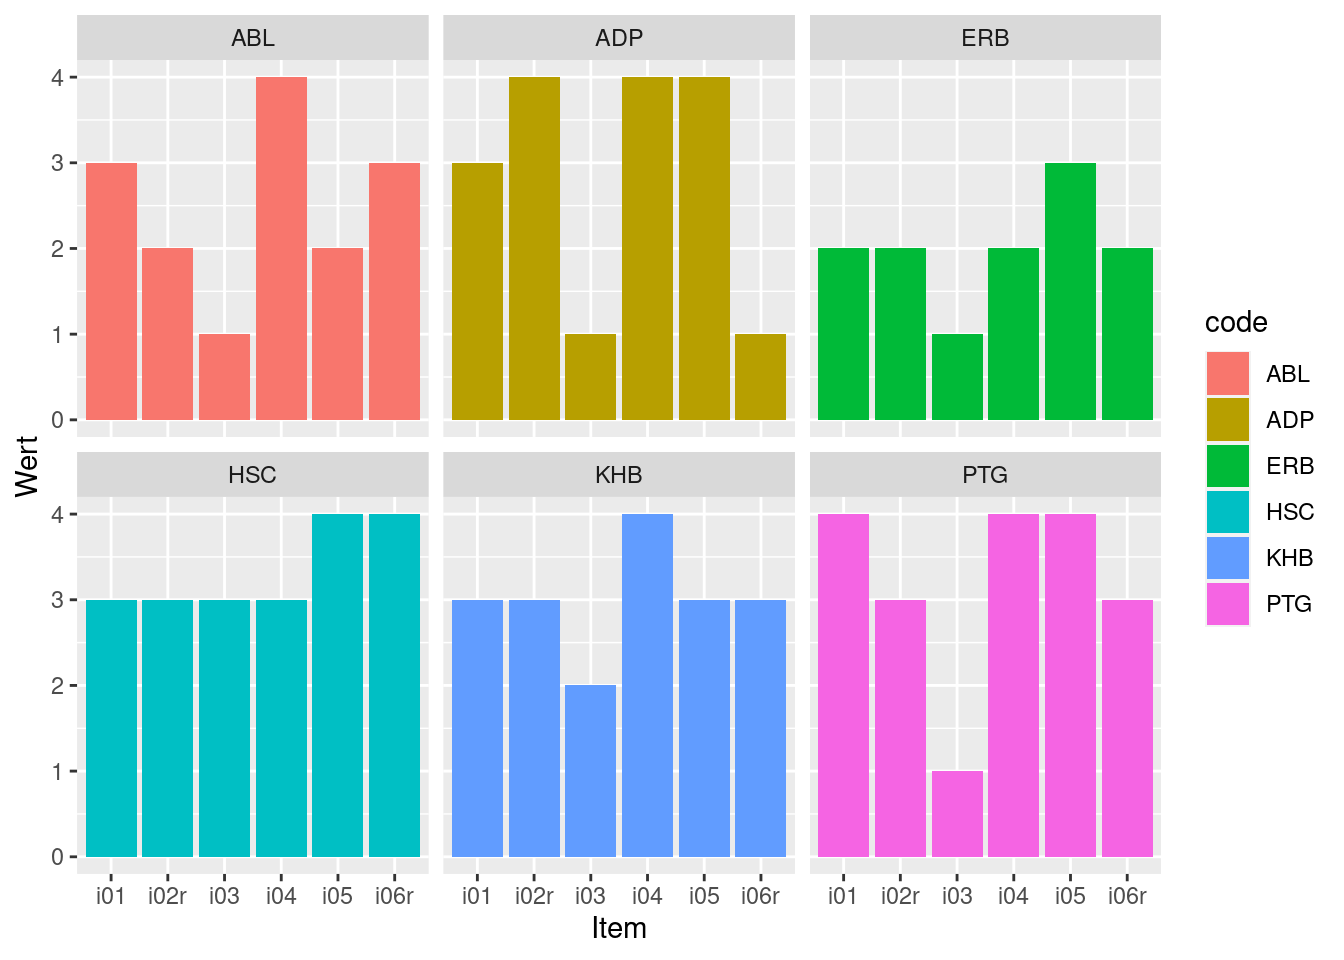 ABL ADP ERB
4
3
2
1
0
Wert
HSC KHB PTG
4
3
2
1
0
i01 i02r i03 i04 i05 i06r i01 i02r i03 i04 i05 i06r i01 i02r i03 i04 i05 i06r
Item
code
ABL
ADP
ERB
HSC
KHB
PTG